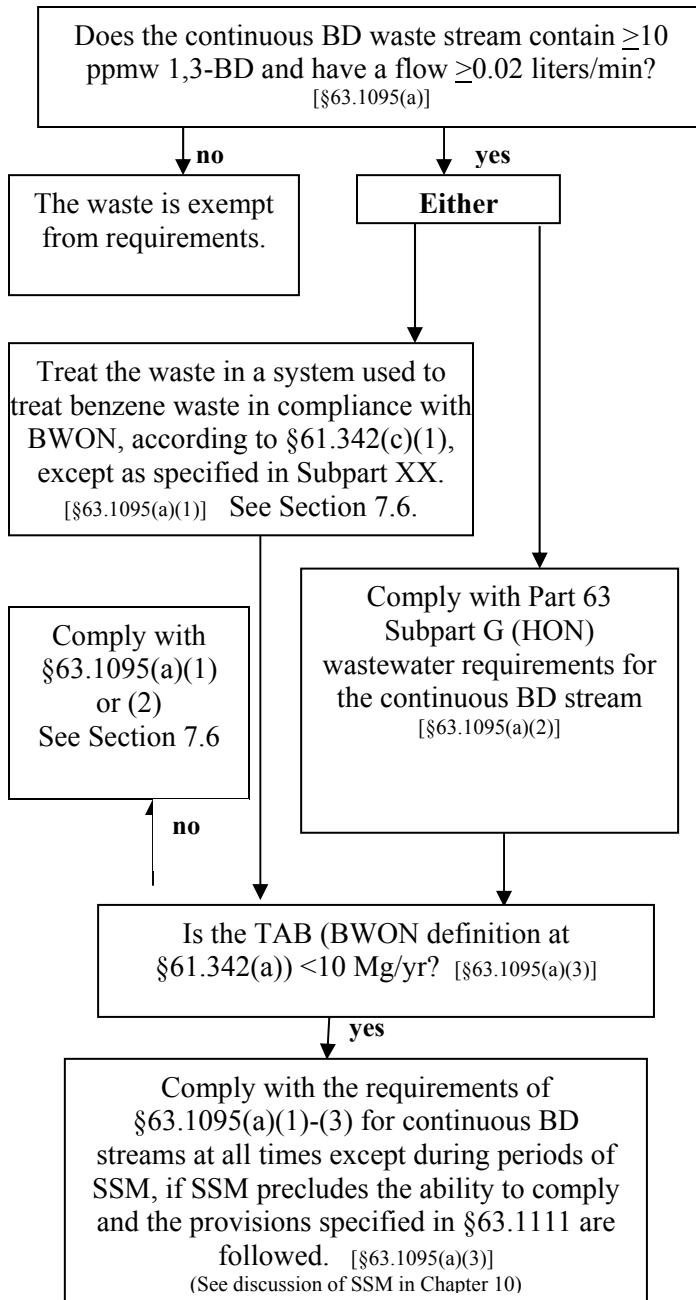 Does the continuous BD waste stream contain ≥10
ppmw 1,3-BD and have a flow ≥0.02 liters/min?
[§63.1095(a)]
no
yes
The waste is exempt
from requirements.
Either
Treat the waste in a system used to
treat benzene waste in compliance with
BWON, according to §61.342(c)(1),
except as specified in Subpart XX.
[§63.1095(a)(1)] See Section 7.6.
Comply with Part 63
Subpart G (HON)
wastewater requirements for
the continuous BD stream
[§63.1095(a)(2)]
Comply with
§63.1095(a)(1)
or (2)
See Section 7.6
no
Is the TAB (BWON definition at
§61.342(a)) <10 Mg/yr? [§63.1095(a)(3)]
yes
Comply with the requirements of
§63.1095(a)(1)-(3) for continuous BD
streams at all times except during periods of
SSM, if SSM precludes the ability to comply
and the provisions specified in §63.1111 are
followed. [§63.1095(a)(3)]
(See discussion of SSM in Chapter 10)